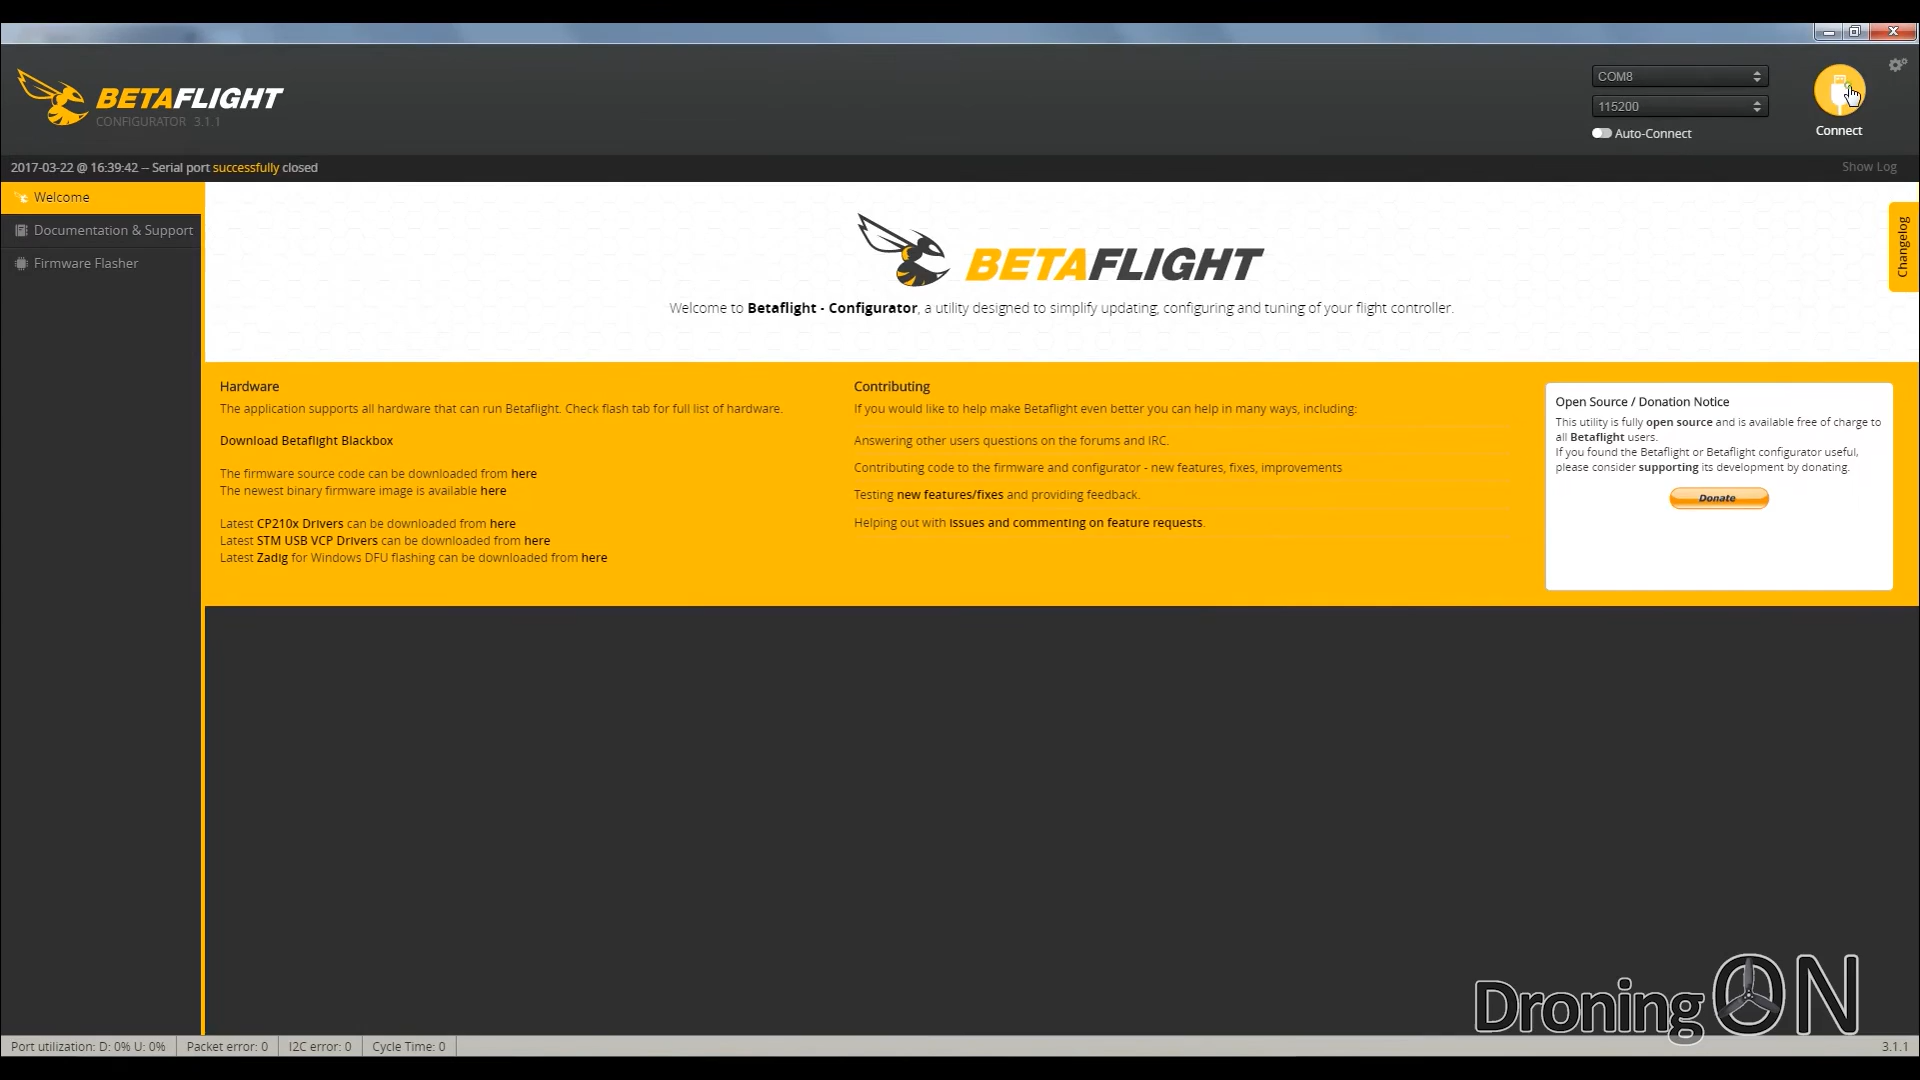 BETAFLIGHT
CONFIGURATOR 3.1.1
COM8
115200
Auto-Connect
Connect
2017-03-22 @ 16:39:42 -- Serial port successfully closed
Show Log
Welcome
Documentation & Support
Firmware Flasher
BETAFLIGHT
Welcome to Betaflight - Configurator, a utility designed to simplify updating, configuring and tuning of your flight controller.
Changelog
Hardware
The application supports all hardware that can run Betaflight. Check flash tab for full list of hardware.
Download Betaflight Blackbox
The firmware source code can be downloaded from here
The newest binary firmware image is available here
Latest CP210x Drivers can be downloaded from here
Latest STM USB VCP Drivers can be downloaded from here
Latest Zadig for Windows DFU flashing can be downloaded from here
Contributing
If you would like to help make Betaflight even better you can help in many ways, including:
Answering other users questions on the forums and IRC.
Contributing code to the firmware and configurator - new features, fixes, improvements
Testing new features/fixes and providing feedback.
Helping out with issues and commenting on feature requests.
Open Source / Donation Notice
This utility is fully open source and is available free of charge to
all Betaflight users.
If you found the Betaflight or Betaflight configurator useful,
please consider supporting its development by donating.
Donate
DroningON
Port utilization: D: 0% U: 0%
Packet error: 0
I2C error: 0
Cycle Time: 0
3.1.1